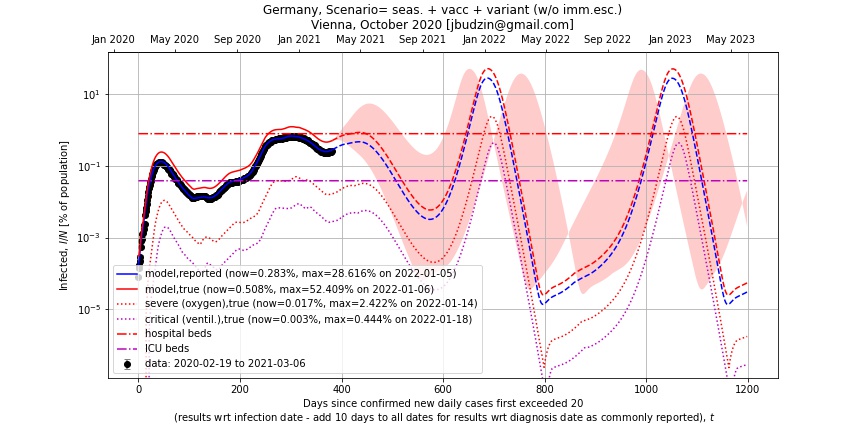 Germany, Scenario= seas. + vacc + variant (w/o imm.esc.)
Vienna, October 2020 [jbudzin@gmail.com]
Jan 2020 May 2020 Sep 2020 Jan 2021 May 2021 Sep 2021 Jan 2022 May 2022 Sep 2022 Jan 2023 May 2023
Infected, I/N [% of population]
10¹
10⁻¹
10⁻³
10⁻⁵
model,reported (now=0.283%, max=28.616% on 2022-01-05)
model,true (now=0.508%, max=52.409% on 2022-01-06)
severe (oxygen),true (now=0.017%, max=2.422% on 2022-01-14)
critical (ventil.),true (now=0.003%, max=0.444% on 2022-01-18)
hospital beds
ICU beds
data: 2020-02-19 to 2021-03-06
0 200 400 600 800 1000 1200
Days since confirmed new daily cases first exceeded 20
(results wrt infection date - add 10 days to all dates for results wrt diagnosis date as commonly reported), t